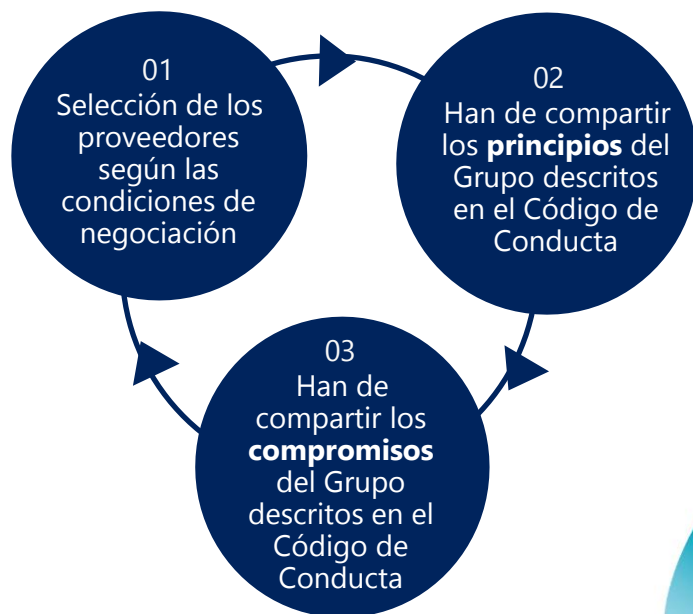 01
Selección de los
proveedores
según las
condiciones de
negociación
02
Han de compartir
los principios del
Grupo descritos
en el Código de
Conducta
03
Han de
compartir los
compromisos
del Grupo
descritos en el
Código de
Conducta